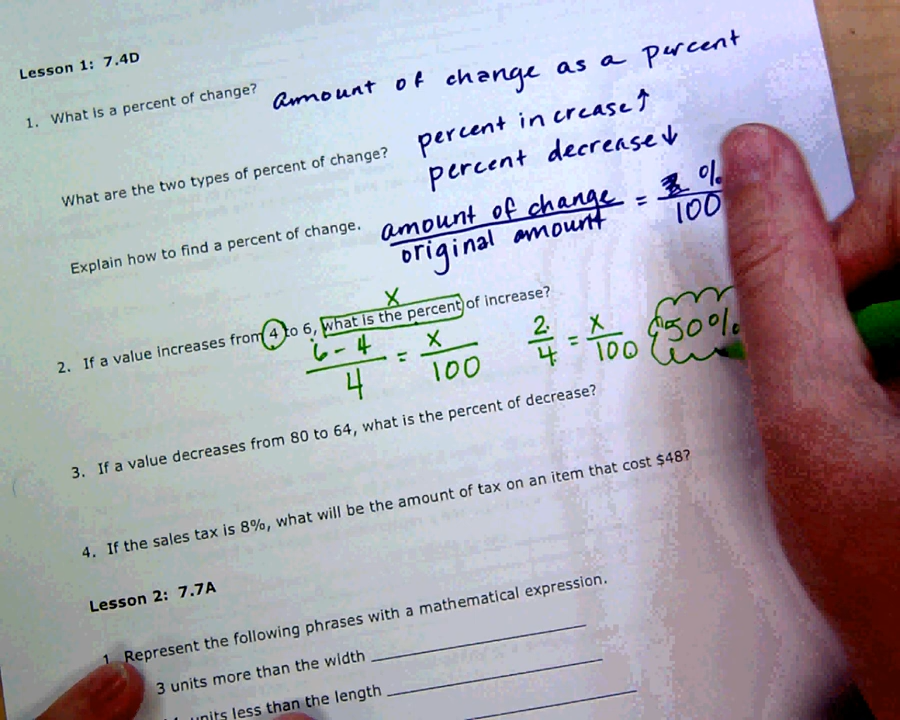 Lesson 1: 7.4D
1. What is a percent of change? amount of change as a percent
What are the two types of percent of change? percent increase ↑
percent decrease ↓
Explain how to find a percent of change. amount of change / original amount = % / 100
x
2. If a value increases from 4 to 6, what is the percent of increase?
6 - 4 / 4 = x / 100 2 / 4 = x / 100 50%
3. If a value decreases from 80 to 64, what is the percent of decrease?
4. If the sales tax is 8%, what will be the amount of tax on an item that cost $48?
Lesson 2: 7.7A
1 Represent the following phrases with a mathematical expression.
3 units more than the width
units less than the length